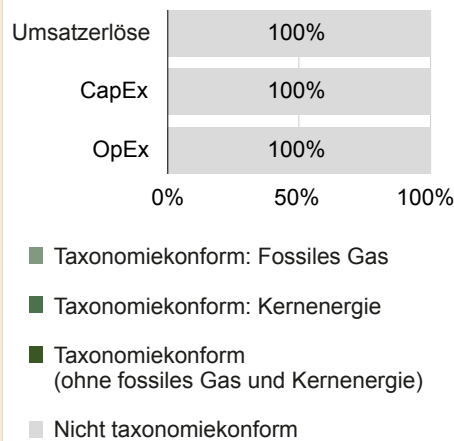 Umsatzerlöse 100%
CapEx 100%
OpEx 100%
0% 50% 100%
Taxonomiekonform: Fossiles Gas
Taxonomiekonform: Kernenergie
Taxonomiekonform
(ohne fossiles Gas und Kernenergie)
Nicht taxonomiekonform